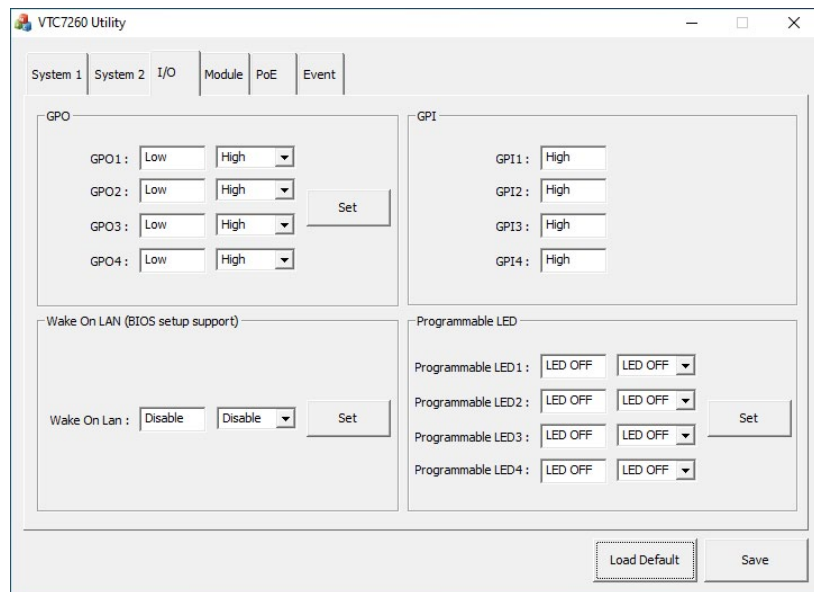 VTC7260 Utility
System 1 System 2 I/O Module PoE Event
GPO
GPO1 : Low High
GPO2 : Low High
GPO3 : Low High
GPO4 : Low High
Set
GPI
GPI1 : High
GPI2 : High
GPI3 : High
GPI4 : High
Wake On LAN (BIOS setup support)
Wake On Lan : Disable Disable Set
Programmable LED
Programmable LED1 : LED OFF LED OFF
Programmable LED2 : LED OFF LED OFF
Programmable LED3 : LED OFF LED OFF
Programmable LED4 : LED OFF LED OFF
Set
Load Default Save